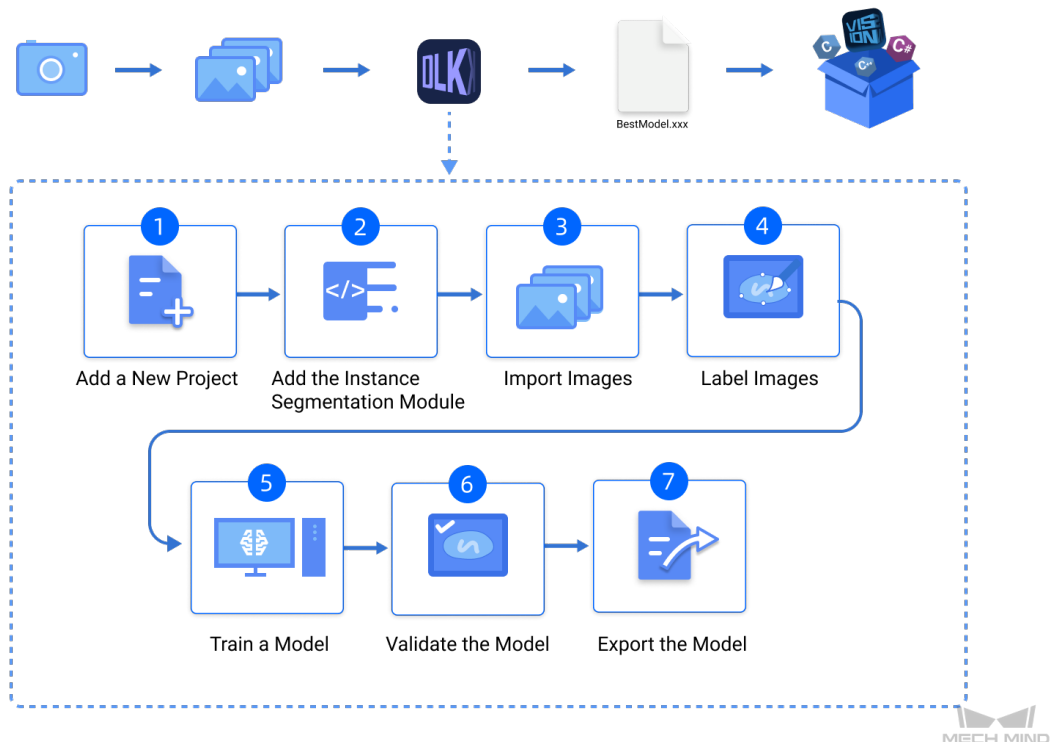 DLK
BestModel.xxx
VIS
ION
C
C#
C++
1
2
3
4
</>
Add a New Project
Add the Instance
Segmentation Module
Import Images
Label Images
5
6
7
Train a Model
Validate the Model
Export the Model
MECH MIND